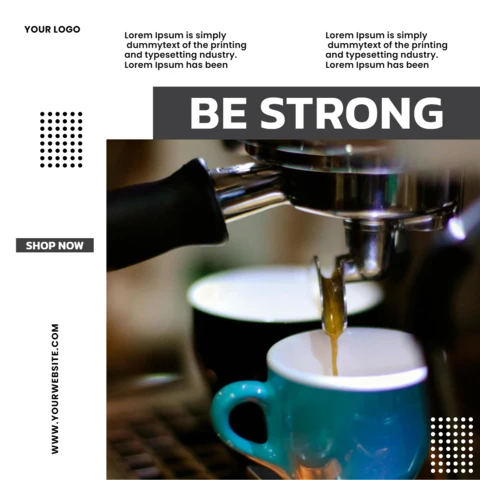 YOUR LOGO
Lorem Ipsum is simply
dummytext of the printing
and typesetting ndustry.
Lorem Ipsum has been
Lorem Ipsum is simply
dummytext of the printing
and typesetting ndustry.
Lorem Ipsum has been
BE STRONG
SHOP NOW
WWW.YOURWEBSITE.COM